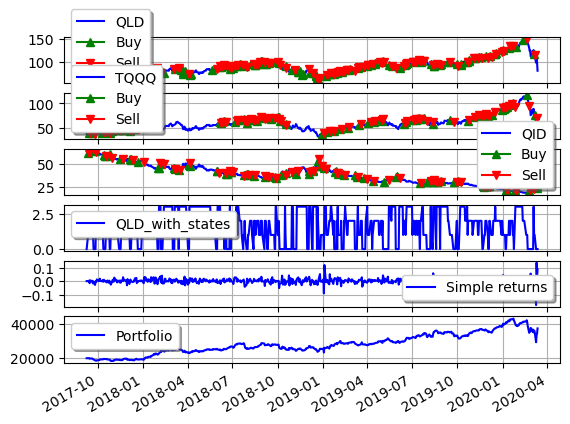 QLD
Buy
Sell
150
100
TQQQ
Buy
Sell
100
50
QID
Buy
Sell
50
25
QLD_with_states
2.5
0.0
Simple returns
0.1
0.0
−0.1
Portfolio
40000
20000
2017-10
2018-01
2018-04
2018-07
2018-10
2019-01
2019-04
2019-07
2019-10
2020-01
2020-04